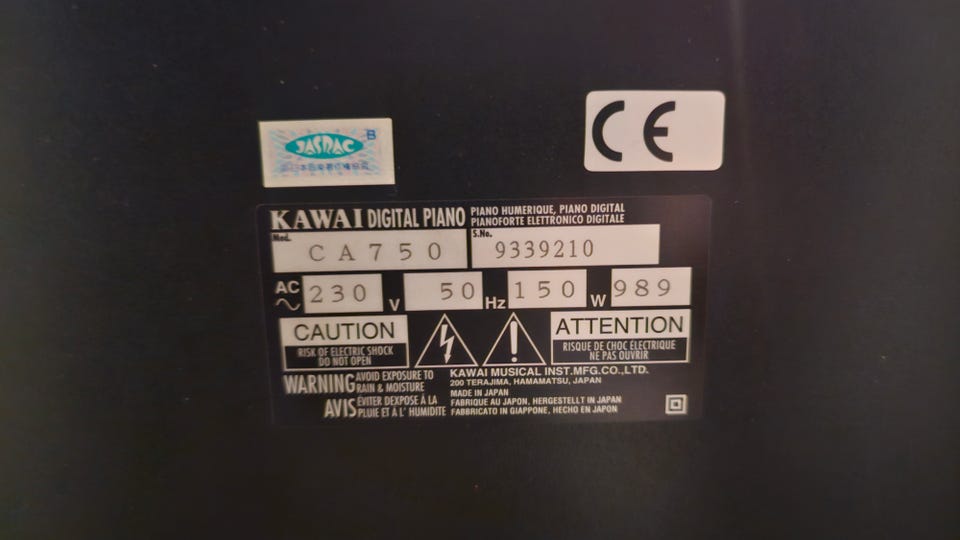 JASRAC
B
CE
KAWAI DIGITAL PIANO
PIANO HUMERIQUE, PIANO DIGITAL
PIANOFORTE ELETTRONICO DIGITALE
Mod.
CA750
S.No.
9339210
AC 230 V 50 Hz 150 W 989
CAUTION
RISK OF ELECTRIC SHOCK
DO NOT OPEN
ATTENTION
RISQUE DE CHOC ÉLECTRIQUE
NE PAS OUVRIR
WARNING AVOID EXPOSURE TO
RAIN & MOISTURE
AVIS ÉVITER DEXPOSE À LA
PLUIE ET À L' HUMIDITE
KAWAI MUSICAL INST.MFG.CO.,LTD.
200 TERAJIMA, HAMAMATSU, JAPAN
MADE IN JAPAN
FABRIQUE AU JAPON, HERGESTELLT IN JAPAN
FABBRICATO IN GIAPPONE, HECHO EN JAPON